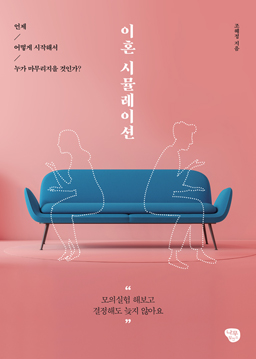 언제
/
어떻게 시작해서
/
누가 마무리지을 것인가?
이혼 시뮬레이션
조혜정 지음
“
모의실험 해보고
결정해도 늦지 않아요
”